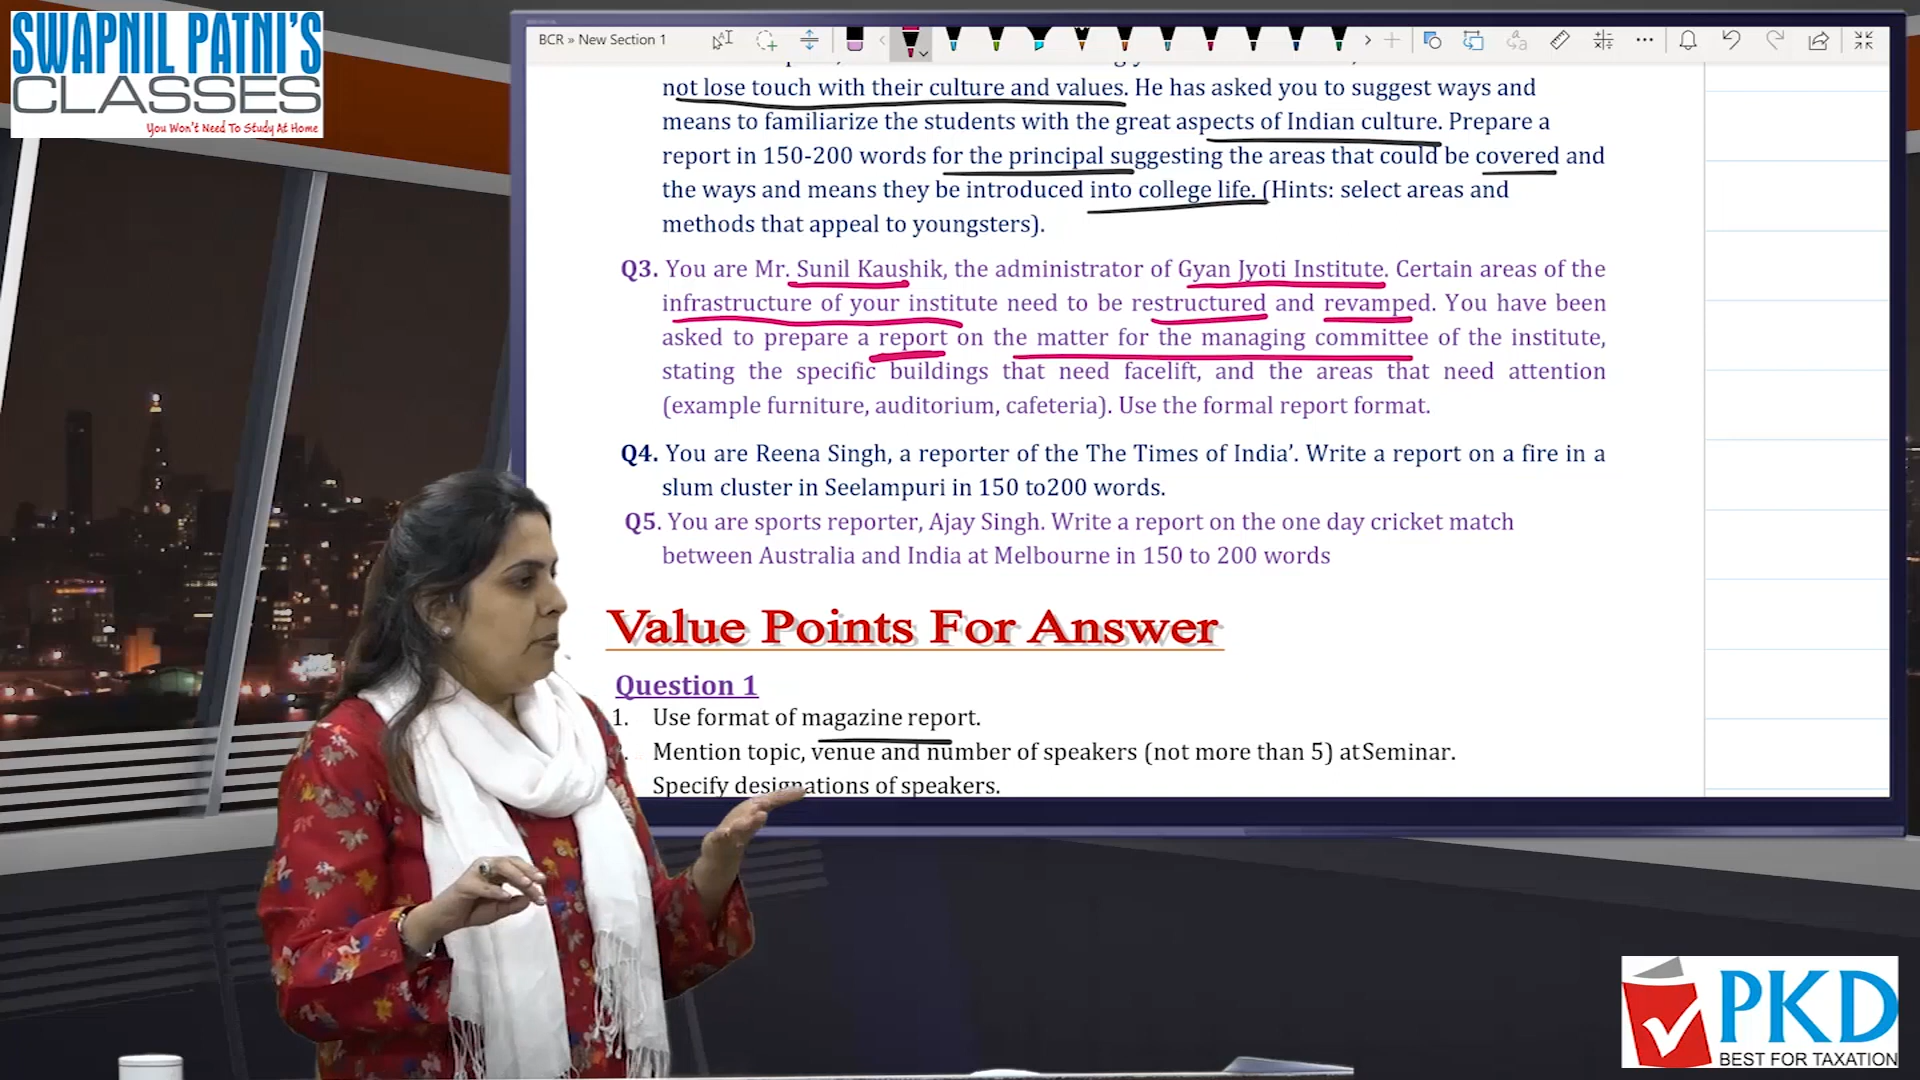 SWAPNIL PATNI'S
CLASSES
You Won't Need To Study At Home
BCR » New Section 1
not lose touch with their culture and values. He has asked you to suggest ways and
means to familiarize the students with the great aspects of Indian culture. Prepare a
report in 150-200 words for the principal suggesting the areas that could be covered and
the ways and means they be introduced into college life. (Hints: select areas and
methods that appeal to youngsters).
Q3. You are Mr. Sunil Kaushik, the administrator of Gyan Jyoti Institute. Certain areas of the
infrastructure of your institute need to be restructured and revamped. You have been
asked to prepare a report on the matter for the managing committee of the institute,
stating the specific buildings that need facelift, and the areas that need attention
(example furniture, auditorium, cafeteria). Use the formal report format.
Q4. You are Reena Singh, a reporter of the The Times of India’. Write a report on a fire in a
slum cluster in Seelampuri in 150 to200 words.
Q5. You are sports reporter, Ajay Singh. Write a report on the one day cricket match
between Australia and India at Melbourne in 150 to 200 words
Value Points For Answer
Question 1
1. Use format of magazine report.
Mention topic, venue and number of speakers (not more than 5) at Seminar.
Specify designations of speakers.
PKD
BEST FOR TAXATION